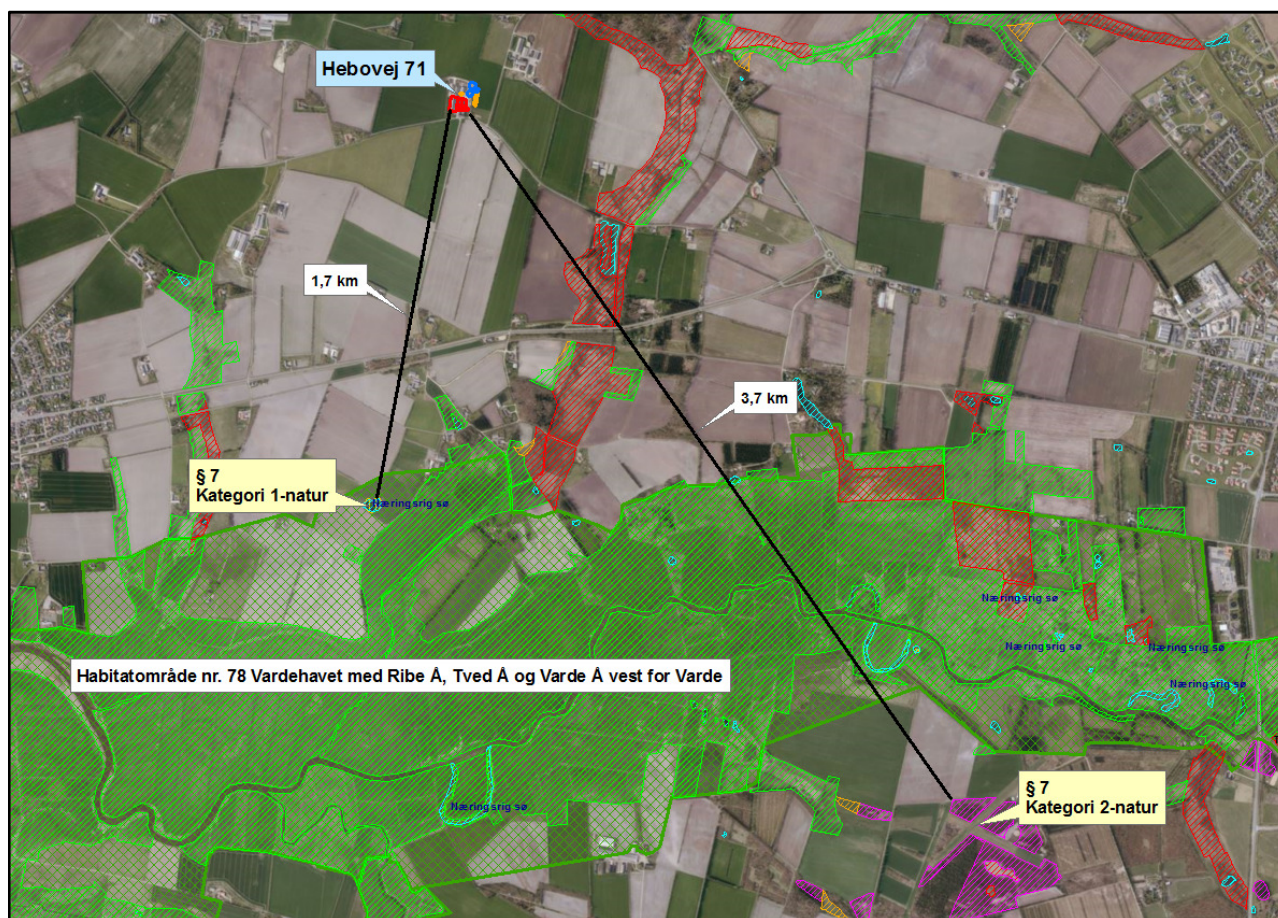 Hebovej 71
1,7 km
3,7 km
§ 7
Kategori 1-natur
Næringsrig sø
Næringsrig sø
Næringsrig sø
Næringsrig sø
Habitatområde nr. 78 Vardehavet med Ribe Å, Tved Å og Varde Å vest for Varde
Næringsrig sø
Næringsrig sø
§ 7
Kategori 2-natur